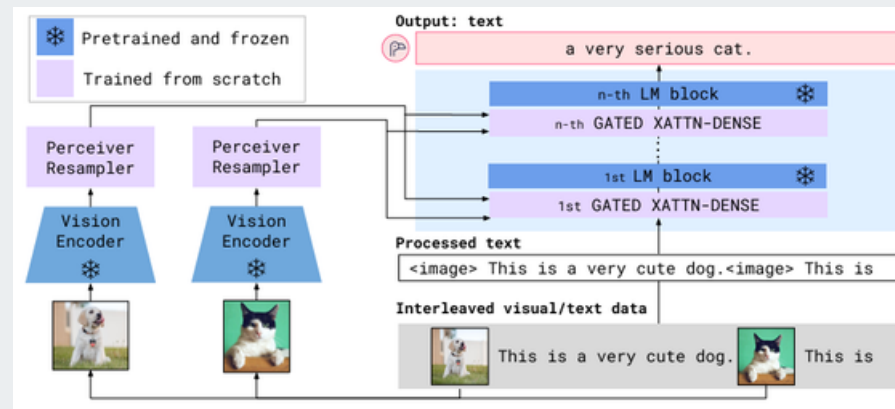 Output: text
Pretrained and frozen
a very serious cat.
Trained from scratch
n-th LM block
n-th GATED XATTN-DENSE
Perceiver
Resampler
Perceiver
Resampler
1st LM block
1st GATED XATTN-DENSE
Vision
Encoder
Vision
Encoder
Processed text
<image> This is a very cute dog.<image> This is
Interleaved visual/text data
This is a very cute dog.
This is